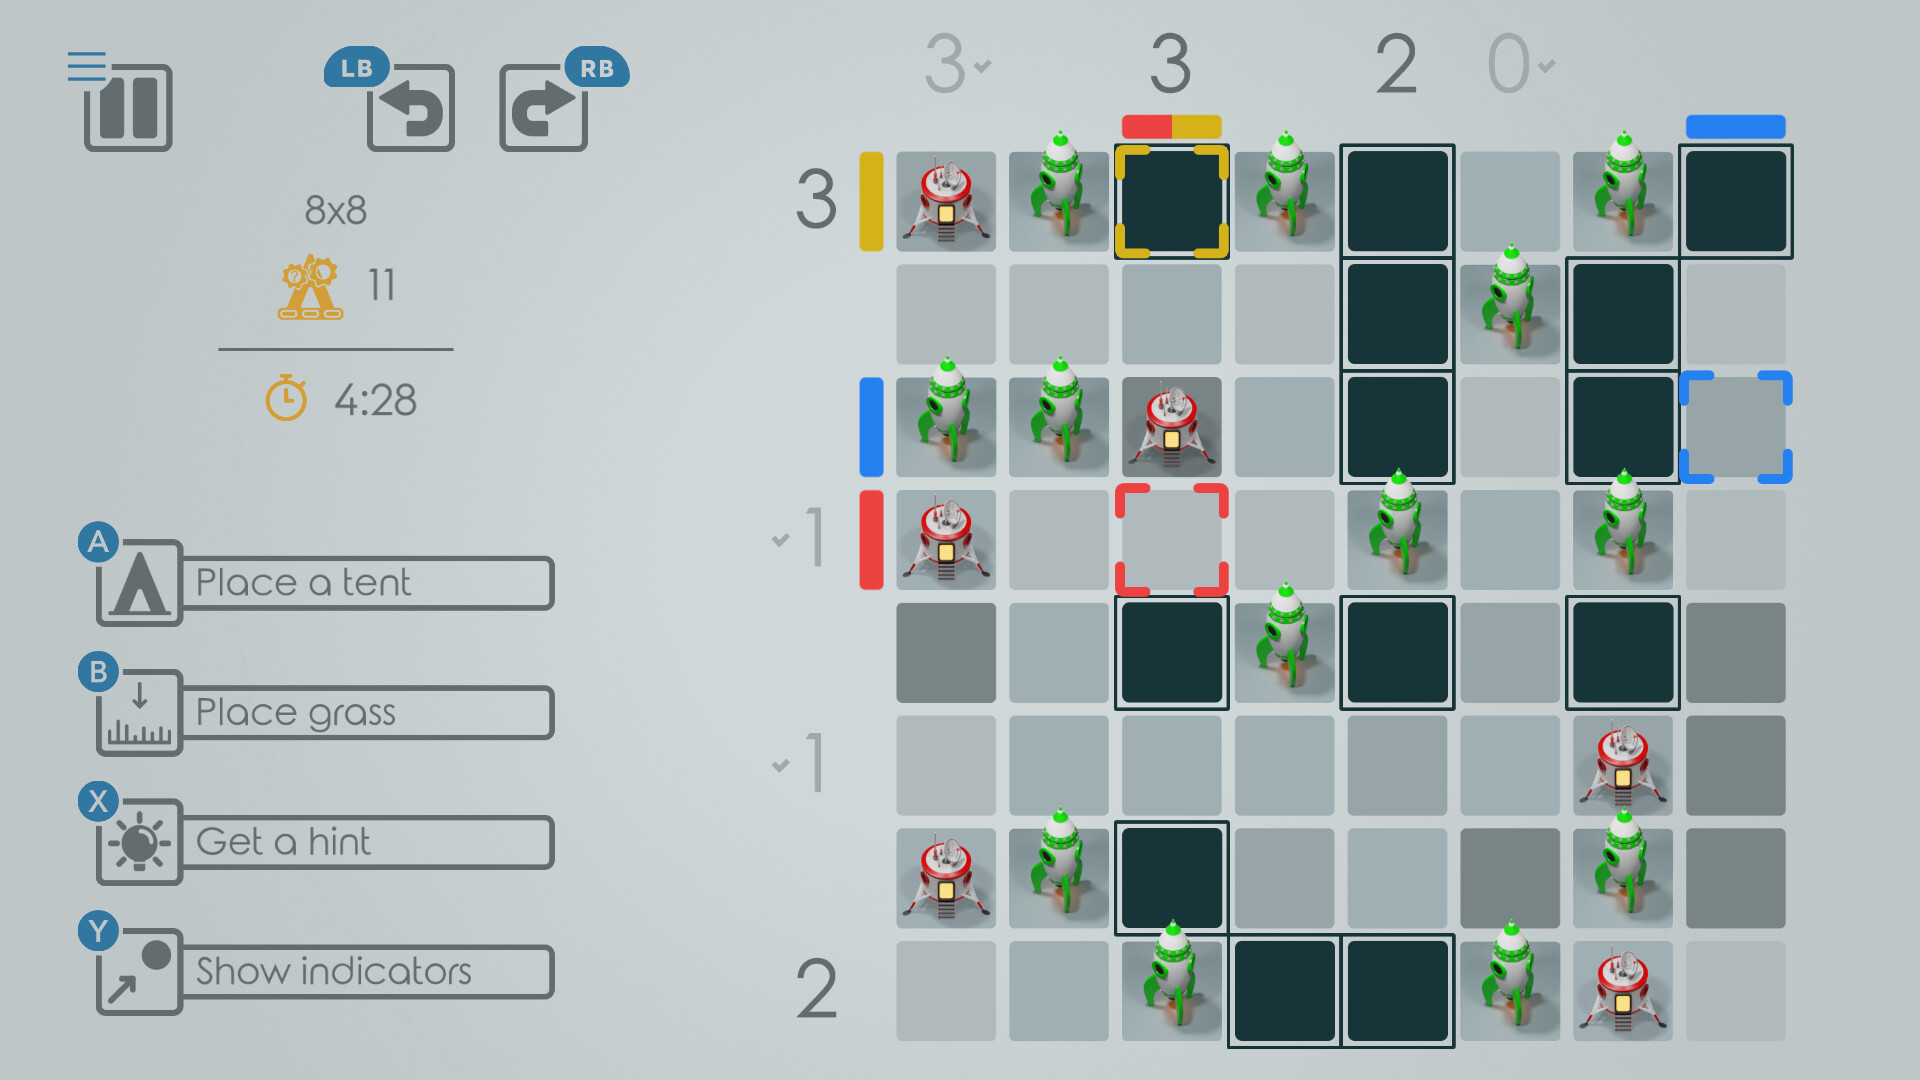 LB
RB
3
3
2
0
3
8x8
11
4:28
1
A
Place a tent
B
Place grass
1
X
Get a hint
Y
Show indicators
2